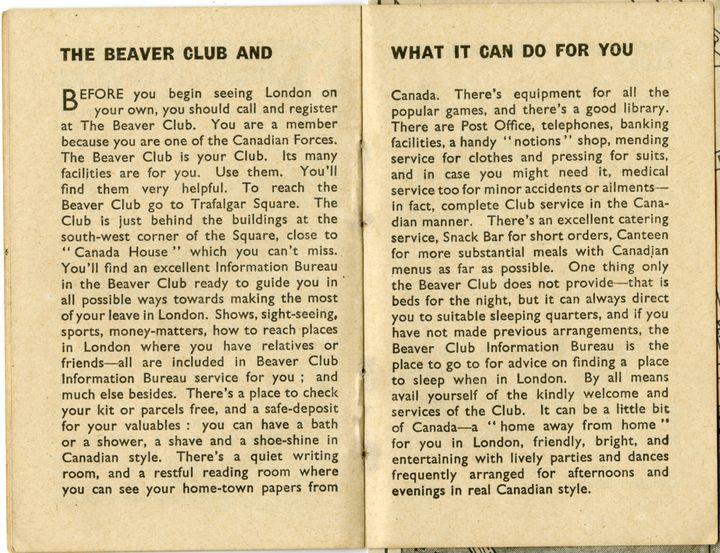 THE BEAVER CLUB AND
BEFORE you begin seeing London on
your own, you should call and register
at The Beaver Club. You are a member
because you are one of the Canadian Forces.
The Beaver Club is your Club. Its many
facilities are for you. Use them. You'll
find them very helpful. To reach the
Beaver Club go to Trafalgar Square. The
Club is just behind the buildings at the
south-west corner of the Square, close to
"Canada House" which you can't miss.
You'll find an excellent Information Bureau
in the Beaver Club ready to guide you in
all possible ways towards making the most
of your leave in London. Shows, sight-seeing,
sports, money-matters, how to reach places
in London where you have relatives or
friends—all are included in Beaver Club
Information Bureau service for you ; and
much else besides. There's a place to check
your kit or parcels free, and a safe-deposit
for your valuables : you can have a bath
or a shower, a shave and a shoe-shine in
Canadian style. There's a quiet writing
room, and a restful reading room where
you can see your home-town papers from
WHAT IT CAN DO FOR YOU
Canada. There's equipment for all the
popular games, and there's a good library.
There are Post Office, telephones, banking
facilities, a handy "notions" shop, mending
service for clothes and pressing for suits,
and in case you might need it, medical
service too for minor accidents or ailments—
in fact, complete Club service in the Cana-
dian manner. There's an excellent catering
service, Snack Bar for short orders, Canteen
for more substantial meals with Canadian
menus as far as possible. One thing only
the Beaver Club does not provide—that is
beds for the night, but it can always direct
you to suitable sleeping quarters, and if you
have not made previous arrangements, the
Beaver Club Information Bureau is the
place to go to for advice on finding a place
to sleep when in London. By all means
avail yourself of the kindly welcome and
services of the Club. It can be a little bit
of Canada—a "home away from home"
for you in London, friendly, bright, and
entertaining with lively parties and dances
frequently arranged for afternoons and
evenings in real Canadian style.